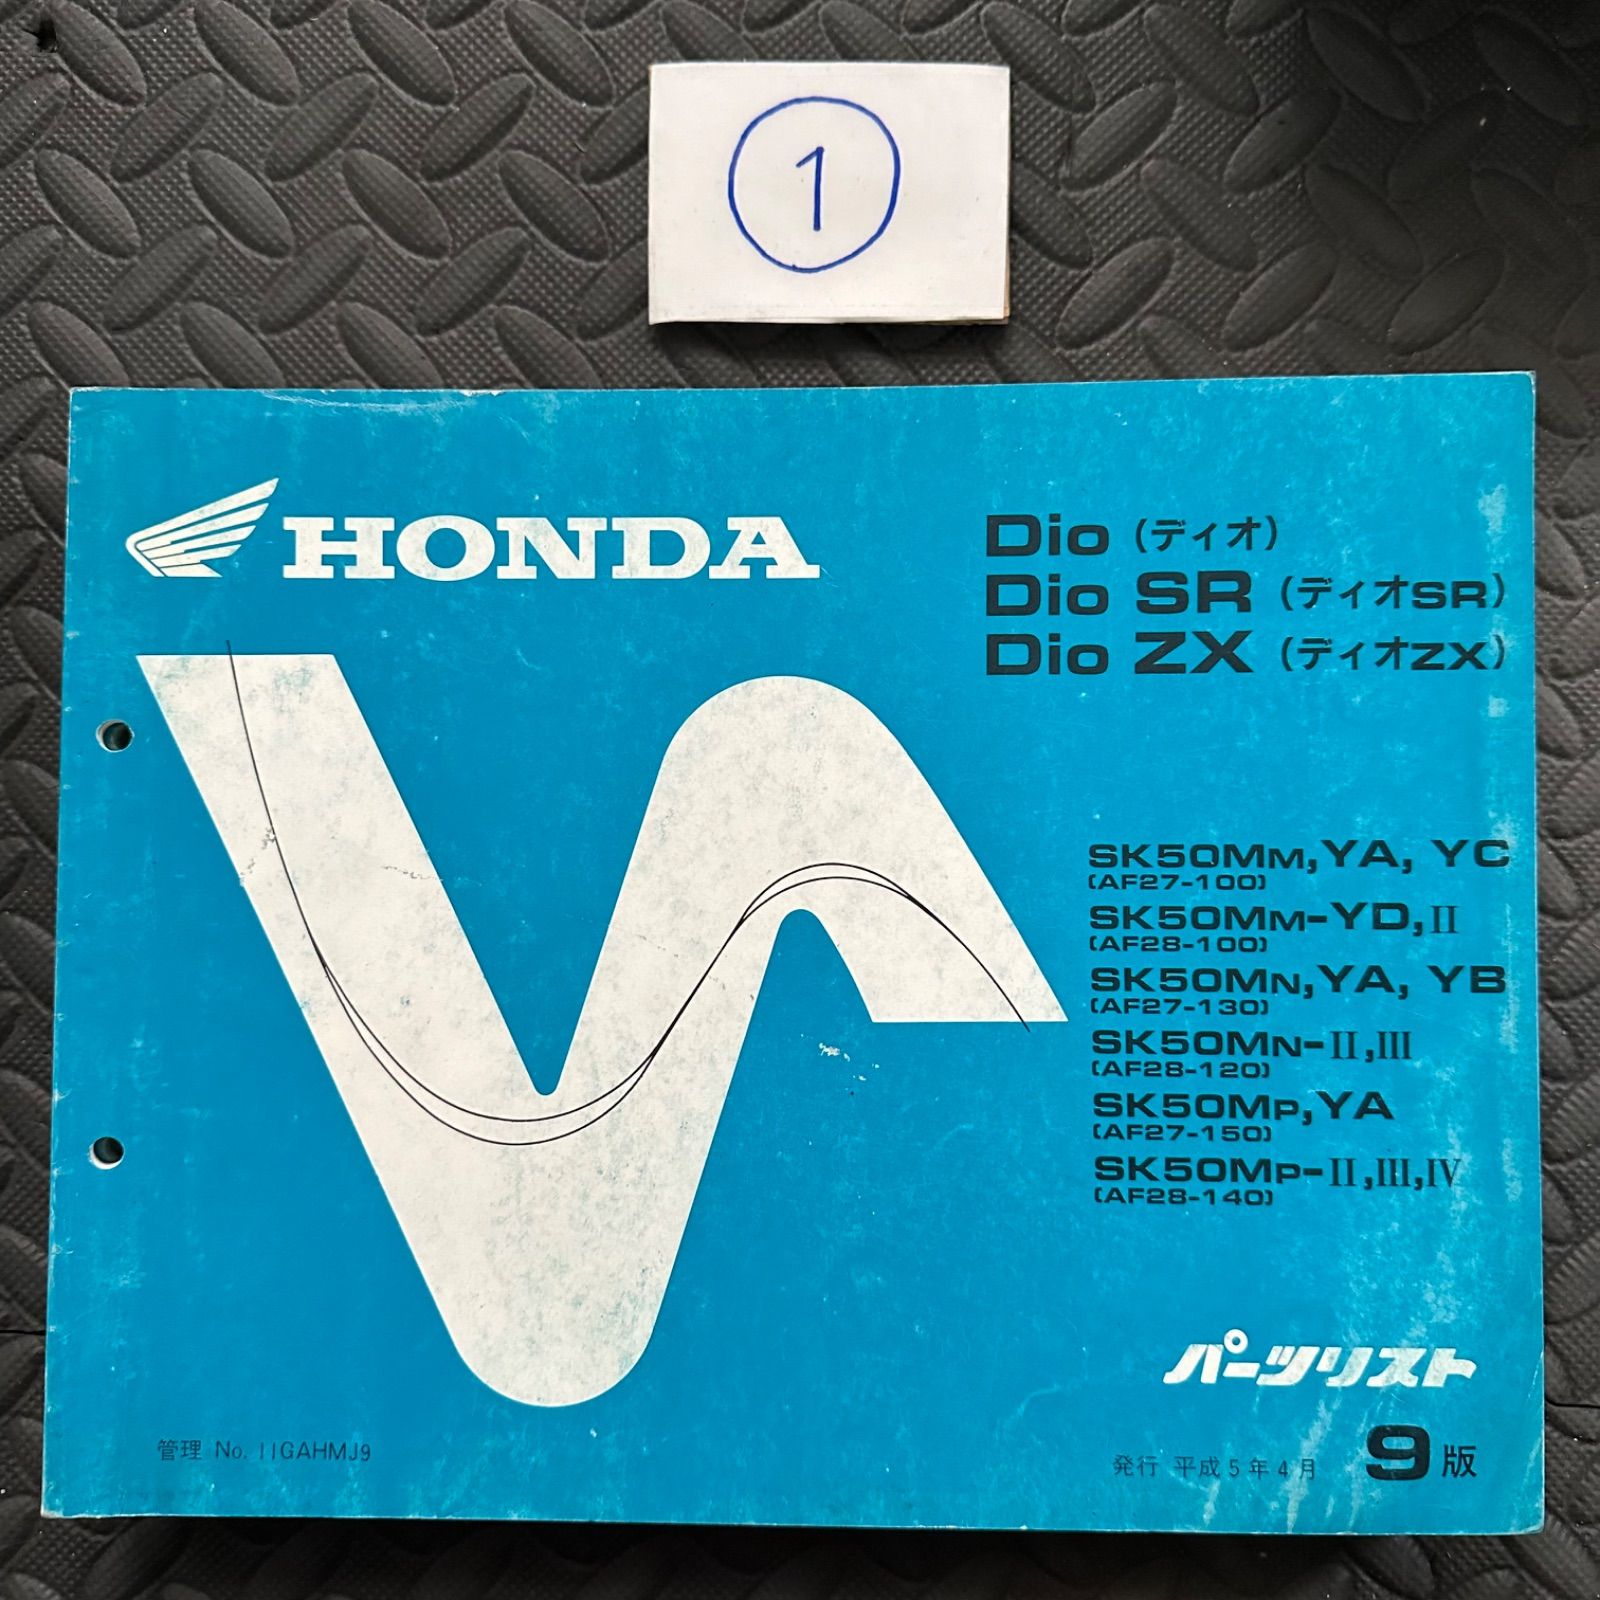 1
HONDA
Dio (ディオ)
Dio SR (ディオSR)
Dio ZX (ディオZX)
SK50MM, YA, YC
(AF27-100)
SK50MM-YD, II
(AF28-100)
SK50MN, YA, YB
(AF27-130)
SK50MN-II, III
(AF28-120)
SK50MP, YA
(AF27-150)
SK50MP-II, III, IV
(AF28-140)
パーツリスト
9版
発行 平成5年4月
管理 No. 11GAHMJ9